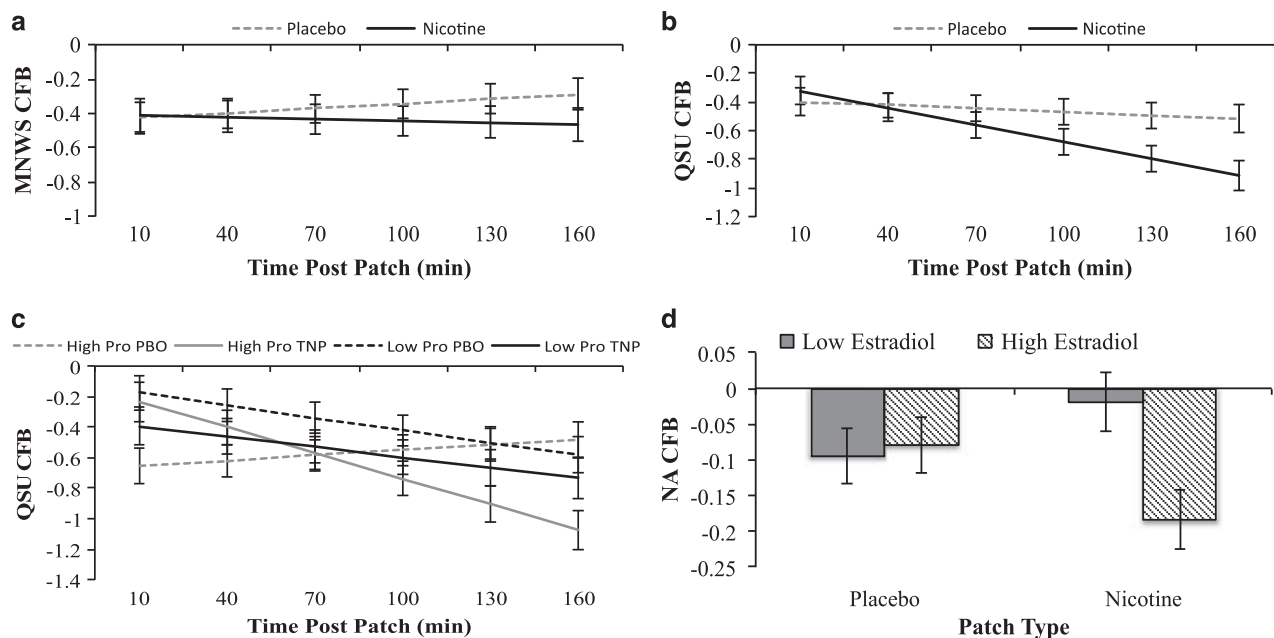 a
Placebo Nicotine
0
-0.2
-0.4
-0.6
-0.8
-1
MNWS CFB
10 40 70 100 130 160
Time Post Patch (min)
b
Placebo Nicotine
0
-0.2
-0.4
-0.6
-0.8
-1
-1.2
QSU CFB
10 40 70 100 130 160
Time Post Patch (min)
c
High Pro PBO High Pro TNP Low Pro PBO Low Pro TNP
0
-0.2
-0.4
-0.6
-0.8
-1
-1.2
-1.4
QSU CFB
10 40 70 100 130 160
Time Post Patch (min)
d
Low Estradiol High Estradiol
0.05
0
-0.05
-0.1
-0.15
-0.2
-0.25
NA CFB
Placebo Nicotine
Patch Type